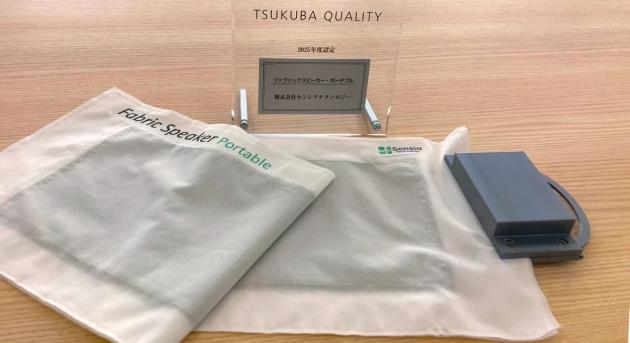 TSUKUBA QUALITY
2025年度認定
ファブリックスピーカー・ポータブル
株式会社センシアテクノロジー
Fabric Speaker Portable
Sensia